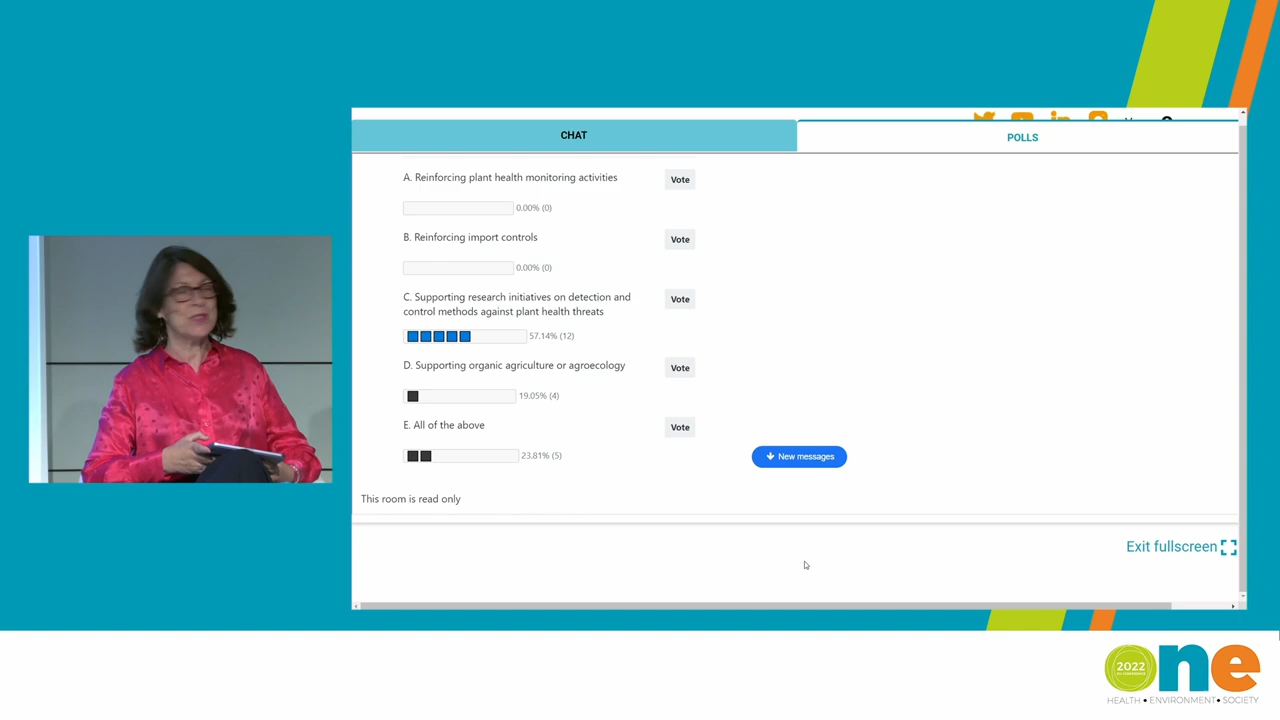 CHAT
POLLS
A. Reinforcing plant health monitoring activities
Vote
0.00% (0)
B. Reinforcing import controls
Vote
0.00% (0)
C. Supporting research initiatives on detection and
control methods against plant health threats
Vote
57.14% (12)
D. Supporting organic agriculture or agroecology
Vote
19.05% (4)
E. All of the above
Vote
23.81% (5)
New messages
This room is read only
Exit fullscreen
2022
one
HEALTH • ENVIRONMENT • SOCIETY